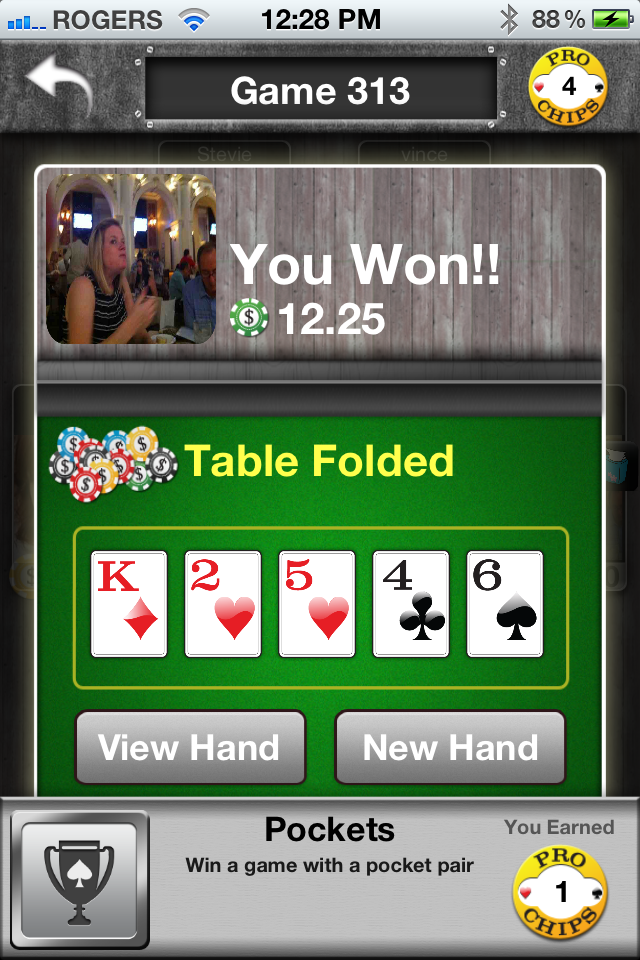 ROGERS 12:28 PM 88 %
Game 313
PRO
4
CHIPS
Stevie vince
You Won!!
$ 12.25
Table Folded
K 2 5 4 6
View Hand New Hand
Pockets
Win a game with a pocket pair
You Earned
PRO
1
CHIPS